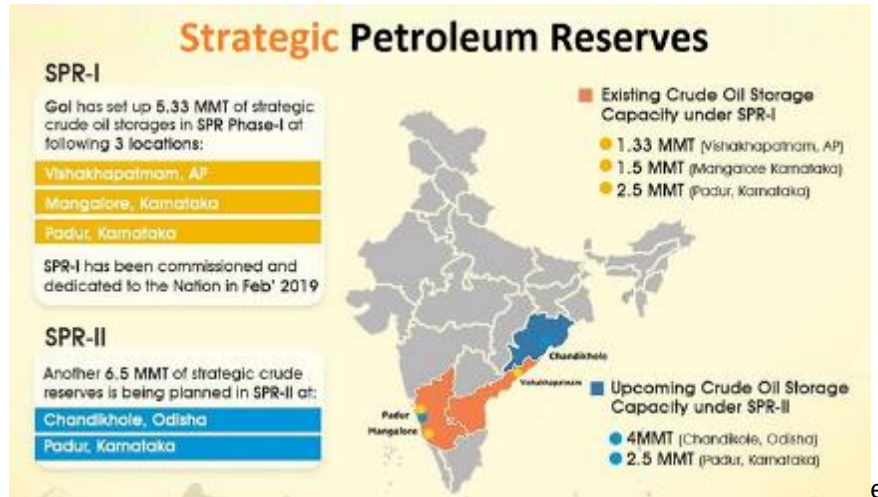 Strategic Petroleum Reserves
SPR-I
GoI has set up 5.33 MMT of strategic
crude oil storages in SPR Phase-I at
following 3 locations:
Vishakhapatnam, AP
Mangalore, Karnataka
Padur, Karnataka
SPR-I has been commissioned and
dedicated to the Nation in Feb' 2019
SPR-II
Another 6.5 MMT of strategic crude
reserves is being planned in SPR-II at:
Chandikhole, Odisha
Padur, Karnataka
Existing Crude Oil Storage
Capacity under SPR-I
1.33 MMT (Vishakhapatnam, AP)
1.5 MMT (Mangalore Karnataka)
2.5 MMT (Padur, Karnataka)
Chandikhole
Vishakhapatnam
Padur
Mangalore
Upcoming Crude Oil Storage
Capacity under SPR-II
4MMT (Chandikole, Odisha)
2.5 MMT (Padur, Karnataka)
e